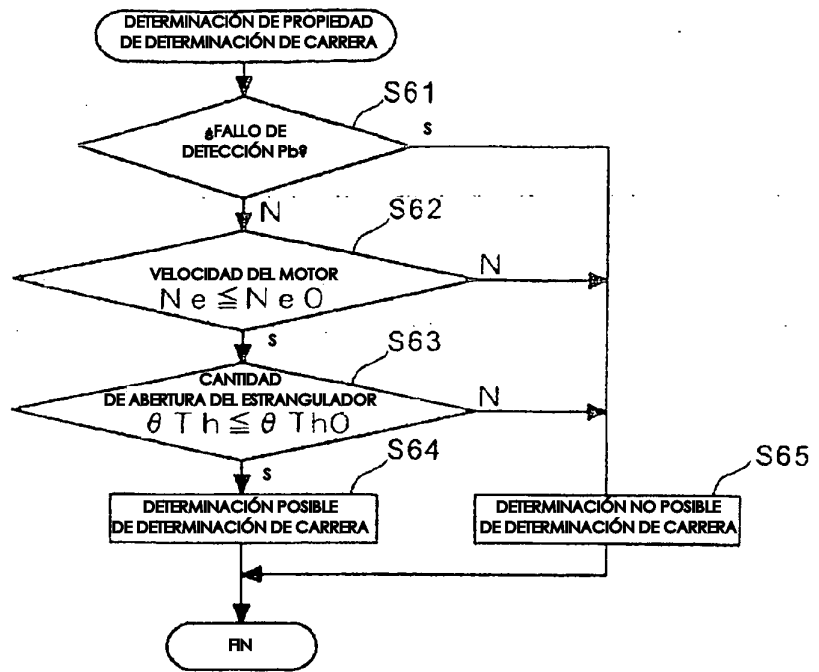 DETERMINACIÓN DE PROPIEDAD
DE DETERMINACIÓN DE CARRERA
S61
¿FALLO DE
DETECCIÓN Pb?
s
N
S62
VELOCIDAD DEL MOTOR
Ne≦Ne0
N
s
S63
CANTIDAD
DE ABERTURA DEL ESTRANGULADOR
θTh≦θTh0
N
s
S64
DETERMINACIÓN POSIBLE
DE DETERMINACIÓN DE CARRERA
S65
DETERMINACIÓN NO POSIBLE
DE DETERMINACIÓN DE CARRERA
FIN